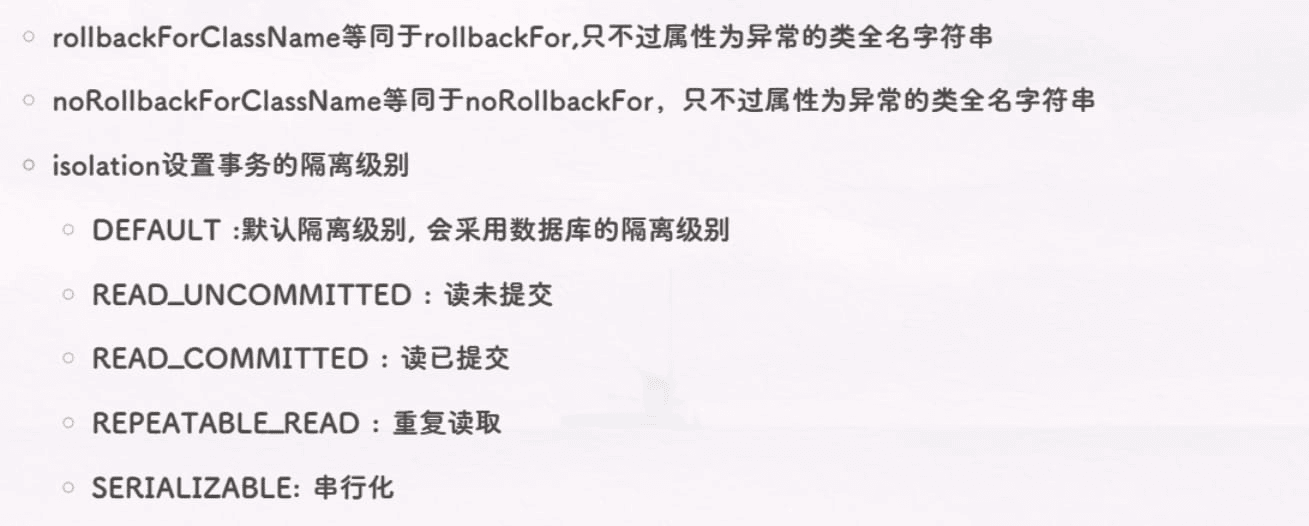 rollbackForClassName等同于rollbackFor,只不过属性为异常的类全名字符串
noRollbackForClassName等同于noRollbackFor，只不过属性为异常的类全名字符串
isolation设置事务的隔离级别
DEFAULT :默认隔离级别, 会采用数据库的隔离级别
READ_UNCOMMITTED : 读未提交
READ_COMMITTED : 读已提交
REPEATABLE_READ : 重复读取
SERIALIZABLE: 串行化